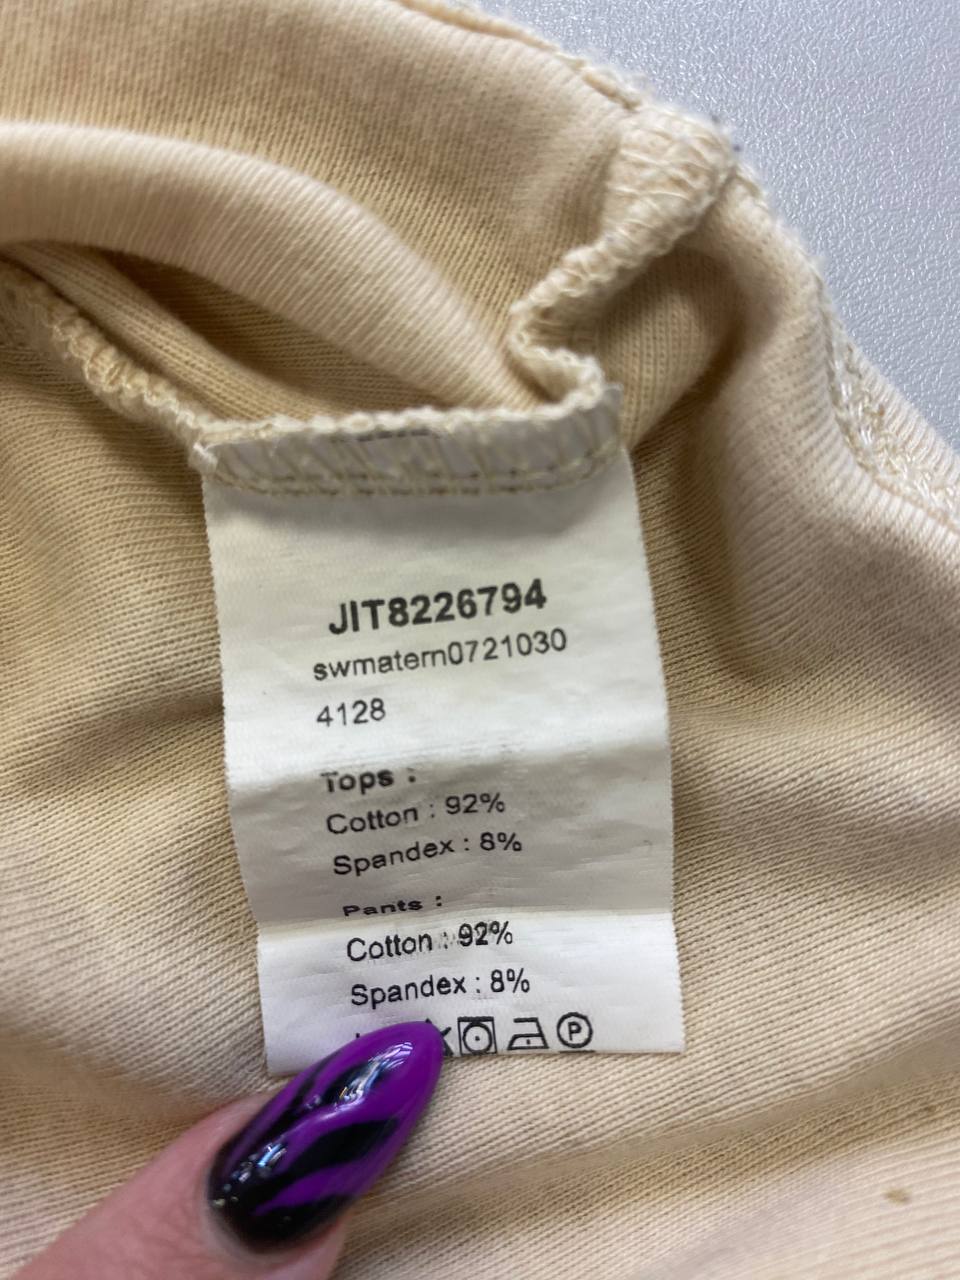 JIT8226794
swmatern0721030
4128
Tops :
Cotton : 92%
Spandex : 8%
Pants :
Cotton : 92%
Spandex : 8%
P